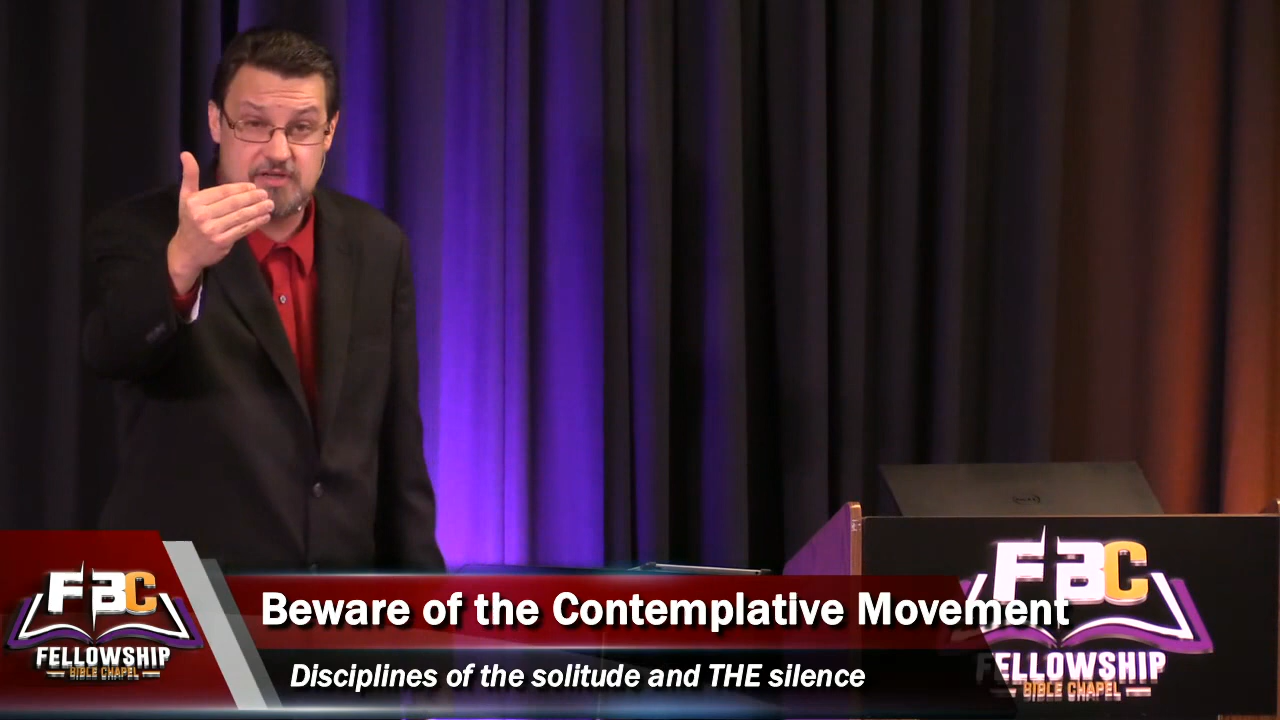 DELL
FBC
FELLOWSHIP
BIBLE CHAPEL
Beware of the Contemplative Movement
Disciplines of the solitude and THE silence
FBC
FELLOWSHIP
BIBLE CHAPEL